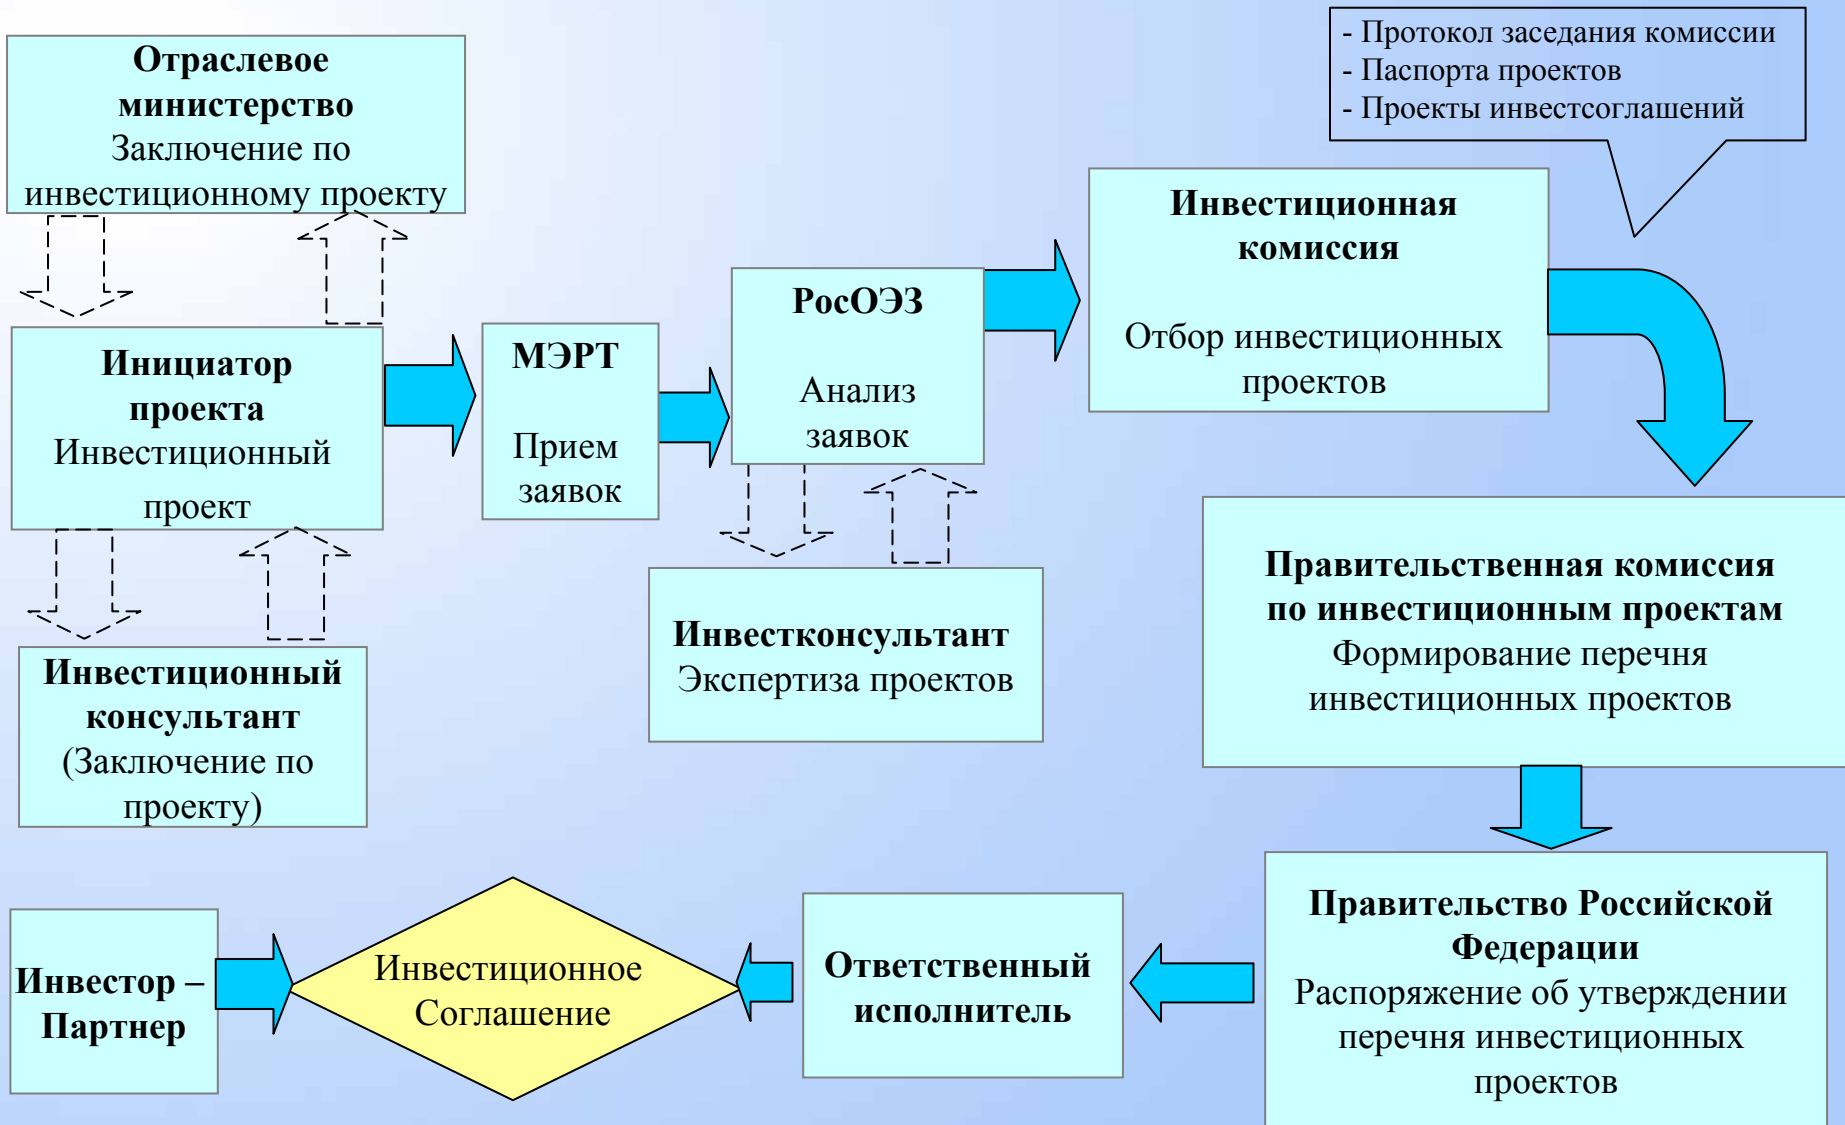 - Протокол заседания комиссии
- Паспорта проектов
- Проекты инвестсоглашений
Отраслевое
министерство
Заключение по
инвестиционному проекту
Инициатор
проекта
Инвестиционный
проект
Инвестиционный
консультант
(Заключение по
проекту)
МЭРТ
Прием
заявок
РосОЭЗ
Анализ
заявок
Инвестконсультант
Экспертиза проектов
Инвестиционная
комиссия
Отбор инвестиционных
проектов
Правительственная комиссия
по инвестиционным проектам
Формирование перечня
инвестиционных проектов
Правительство Российской
Федерации
Распоряжение об утверждении
перечня инвестиционных
проектов
Ответственный
исполнитель
Инвестиционное
Соглашение
Инвестор –
Партнер